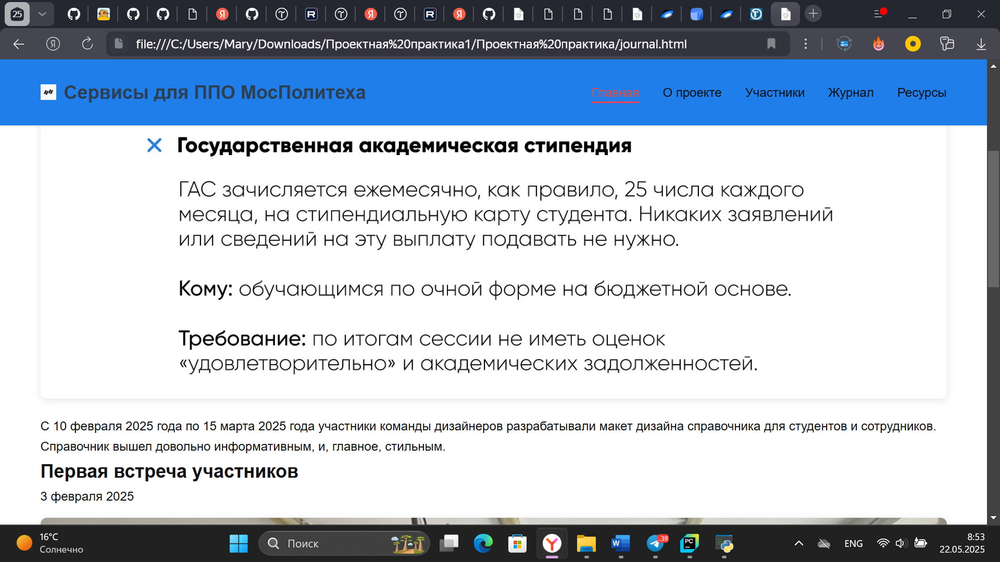 25
file:///C:/Users/Mary/Downloads/Проектная%20практика1/Проектная%20практика/journal.html
Сервисы для ППО МосПолитеха
Главная
О проекте
Участники
Журнал
Ресурсы
Государственная академическая стипендия
ГАС зачисляется ежемесячно, как правило, 25 числа каждого
месяца, на стипендиальную карту студента. Никаких заявлений
или сведений на эту выплату подавать не нужно.
Кому: обучающимся по очной форме на бюджетной основе.
Требование: по итогам сессии не иметь оценок
«удовлетворительно» и академических задолженностей.
С 10 февраля 2025 года по 15 марта 2025 года участники команды дизайнеров разрабатывали макет дизайна справочника для студентов и сотрудников.
Справочник вышел довольно информативным, и, главное, стильным.
Первая встреча участников
3 февраля 2025
16°C
Солнечно
Поиск
38
ENG
8:53
22.05.2025